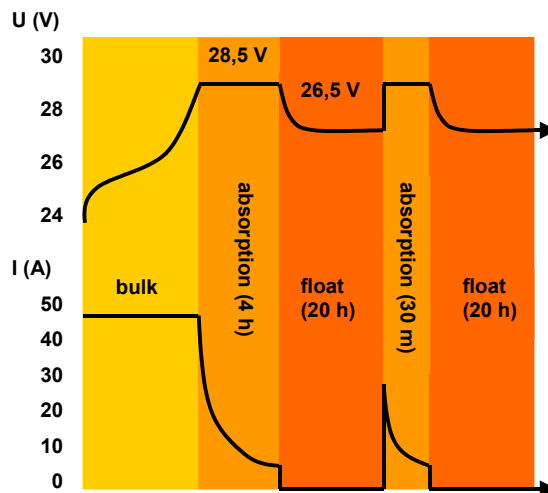 U (V)
30
28
26
24
28,5 V
26,5 V
I (A)
50
40
30
20
10
0
bulk
absorption (4 h)
float
(20 h)
absorption (30 m)
float
(20 h)